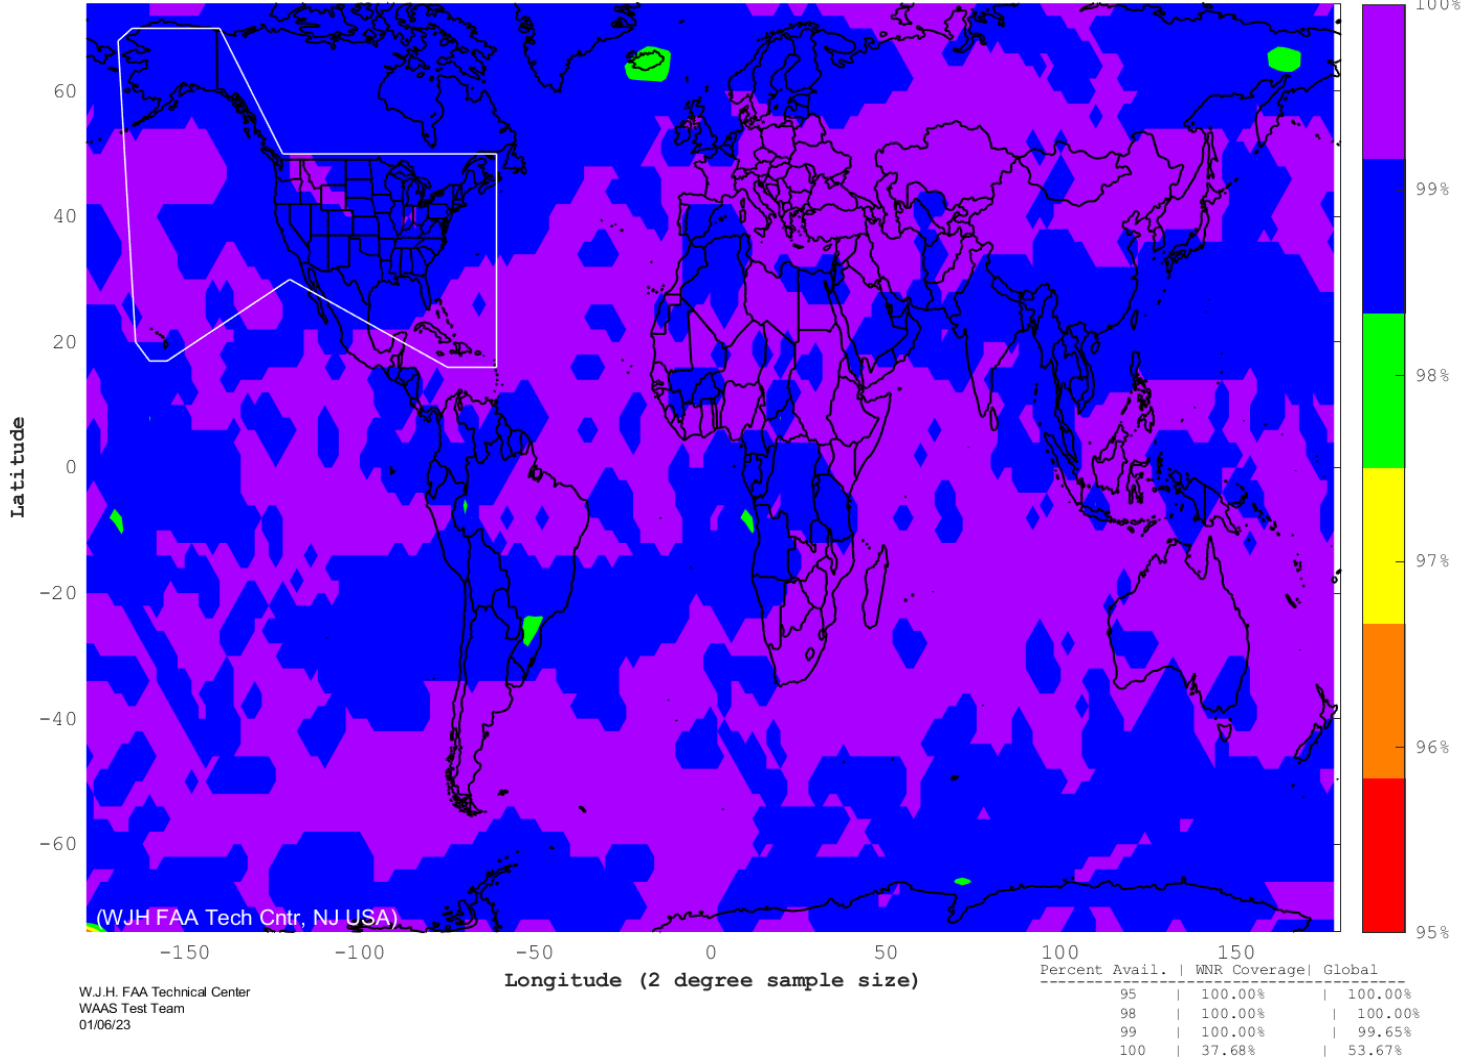 100%
99%
98%
97%
96%
95%
60
40
20
0
-20
-40
-60
Latitude
(WJH FAA Tech Cntr, NJ USA)
-150 -100 -50 0 50 100 150
Longitude (2 degree sample size)
W.J.H. FAA Technical Center
WAAS Test Team
01/06/23
Percent Avail. | WNR Coverage| Global
95 | 100.00% | 100.00%
98 | 100.00% | 100.00%
99 | 100.00% | 99.65%
100 | 37.68% | 53.67%